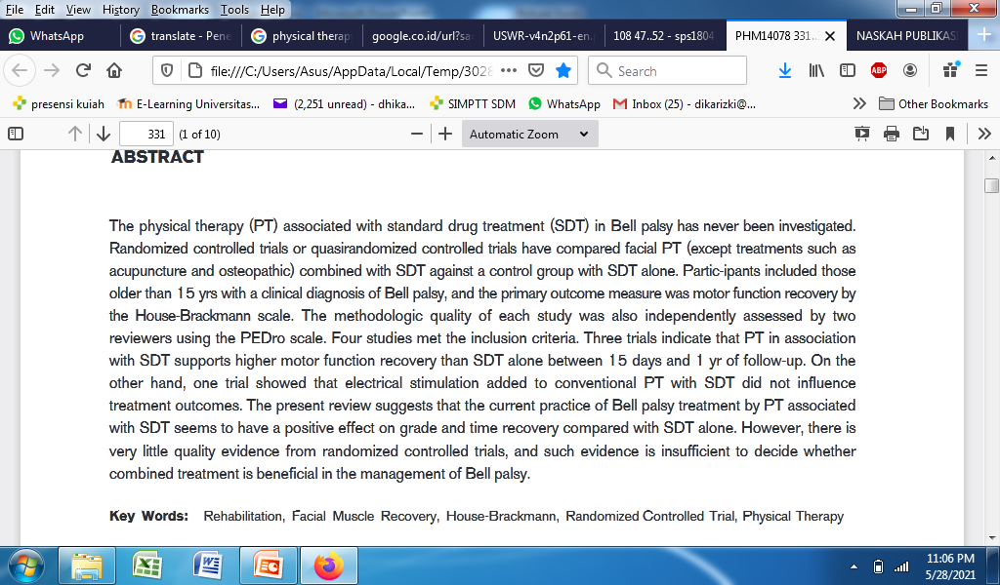 File Edit View History Bookmarks Tools Help
WhatsApp translate - Pene physical therap google.co.id/url?sa USWR-v4n2p61-en. 108 47..52 - sps1804 PHM14078 331.. NASKAH PUBLIKAS
file:///C:/Users/Asus/AppData/Local/Temp/3028 Search
presensi kuiah E-Learning Universitas... (2,251 unread) - dhika... SIMPTT SDM WhatsApp Inbox (25) - dikarizki@... Other Bookmarks
331 (1 of 10) Automatic Zoom
ABSTRACT
The physical therapy (PT) associated with standard drug treatment (SDT) in Bell palsy has never been investigated.
Randomized controlled trials or quasirandomized controlled trials have compared facial PT (except treatments such as
acupuncture and osteopathic) combined with SDT against a control group with SDT alone. Partic-ipants included those
older than 15 yrs with a clinical diagnosis of Bell palsy, and the primary outcome measure was motor function recovery by
the House-Brackmann scale. The methodologic quality of each study was also independently assessed by two
reviewers using the PEDro scale. Four studies met the inclusion criteria. Three trials indicate that PT in association
with SDT supports higher motor function recovery than SDT alone between 15 days and 1 yr of follow-up. On the
other hand, one trial showed that electrical stimulation added to conventional PT with SDT did not influence
treatment outcomes. The present review suggests that the current practice of Bell palsy treatment by PT associated
with SDT seems to have a positive effect on grade and time recovery compared with SDT alone. However, there is
very little quality evidence from randomized controlled trials, and such evidence is insufficient to decide whether
combined treatment is beneficial in the management of Bell palsy.
Key Words: Rehabilitation, Facial Muscle Recovery, House-Brackmann, Randomized Controlled Trial, Physical Therapy
11:06 PM
5/28/2021